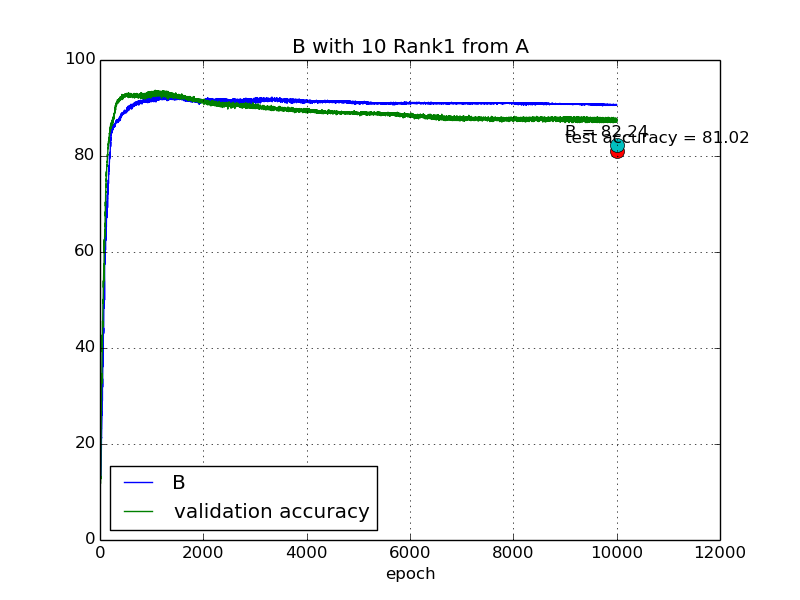 B with 10 Rank1 from A
100
80
60
40
20
0
B = 82.24
test accuracy = 81.02
B
validation accuracy
0 2000 4000 6000 8000 10000 12000
epoch